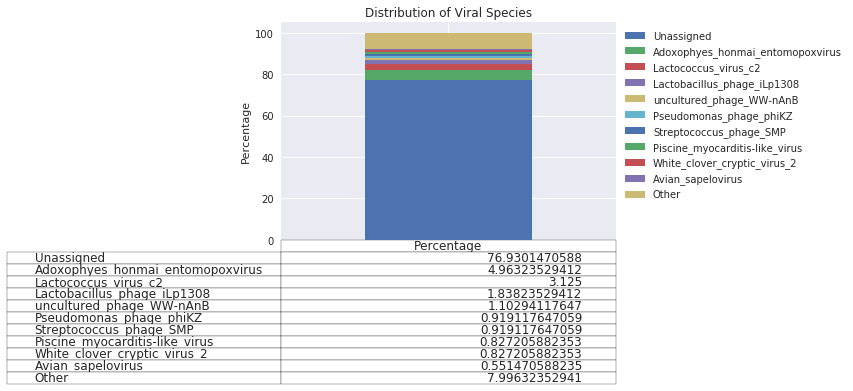 Distribution of Viral Species
100
80
60
40
20
0
Percentage
Unassigned
Adoxophyes_honmai_entomopoxvirus
Lactococcus_virus_c2
Lactobacillus_phage_iLp1308
uncultured_phage_WW-nAnB
Pseudomonas_phage_phiKZ
Streptococcus_phage_SMP
Piscine_myocarditis-like_virus
White_clover_cryptic_virus_2
Avian_sapelovirus
Other
Percentage
Unassigned 76.9301470588
Adoxophyes_honmai_entomopoxvirus 4.96323529412
Lactococcus_virus_c2 3.125
Lactobacillus_phage_iLp1308 1.83823529412
uncultured_phage_WW-nAnB 1.10294117647
Pseudomonas_phage_phiKZ 0.919117647059
Streptococcus_phage_SMP 0.919117647059
Piscine_myocarditis-like_virus 0.827205882353
White_clover_cryptic_virus_2 0.827205882353
Avian_sapelovirus 0.551470588235
Other 7.99632352941